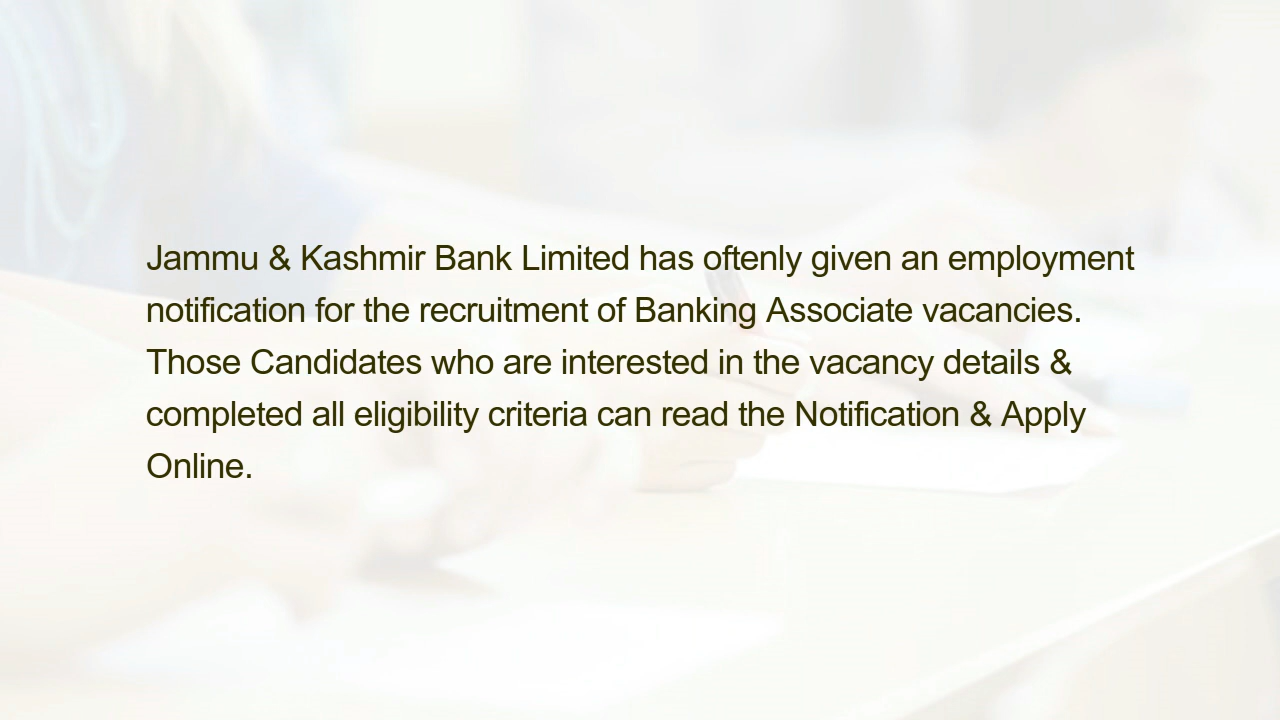 Jammu & Kashmir Bank Limited has oftenly given an employment
notification for the recruitment of Banking Associate vacancies.
Those Candidates who are interested in the vacancy details &
completed all eligibility criteria can read the Notification & Apply
Online.